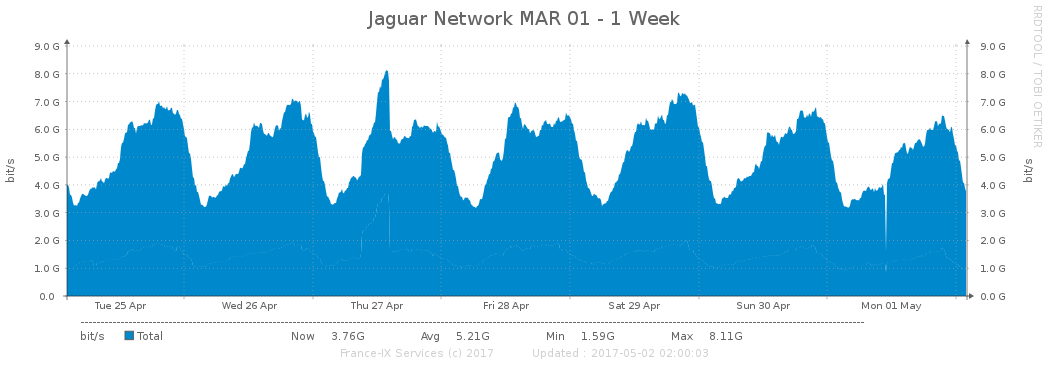 Jaguar Network MAR 01 - 1 Week
RRDTOOL / TOBI OETIKER
bit/s
9.0 G 9.0 G
8.0 G 8.0 G
7.0 G 7.0 G
6.0 G 6.0 G
5.0 G 5.0 G
4.0 G 4.0 G
3.0 G 3.0 G
2.0 G 2.0 G
1.0 G 1.0 G
0.0 0.0 G
bit/s
Tue 25 Apr Wed 26 Apr Thu 27 Apr Fri 28 Apr Sat 29 Apr Sun 30 Apr Mon 01 May
bit/s Total Now 3.76G Avg 5.21G Min 1.59G Max 8.11G
France-IX Services (c) 2017 Updated : 2017-05-02 02:00:03